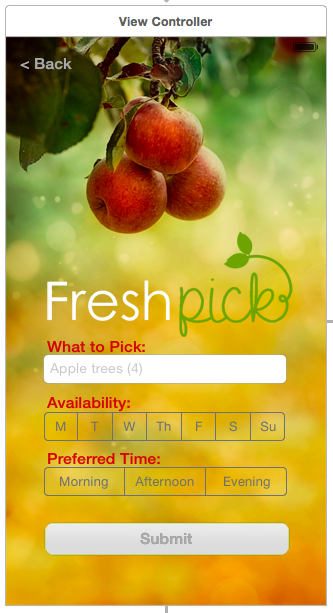 View Controller
< Back
Freshpick
What to Pick:
Apple trees (4)
Availability:
M T W Th F S Su
Preferred Time:
Morning Afternoon Evening
Submit